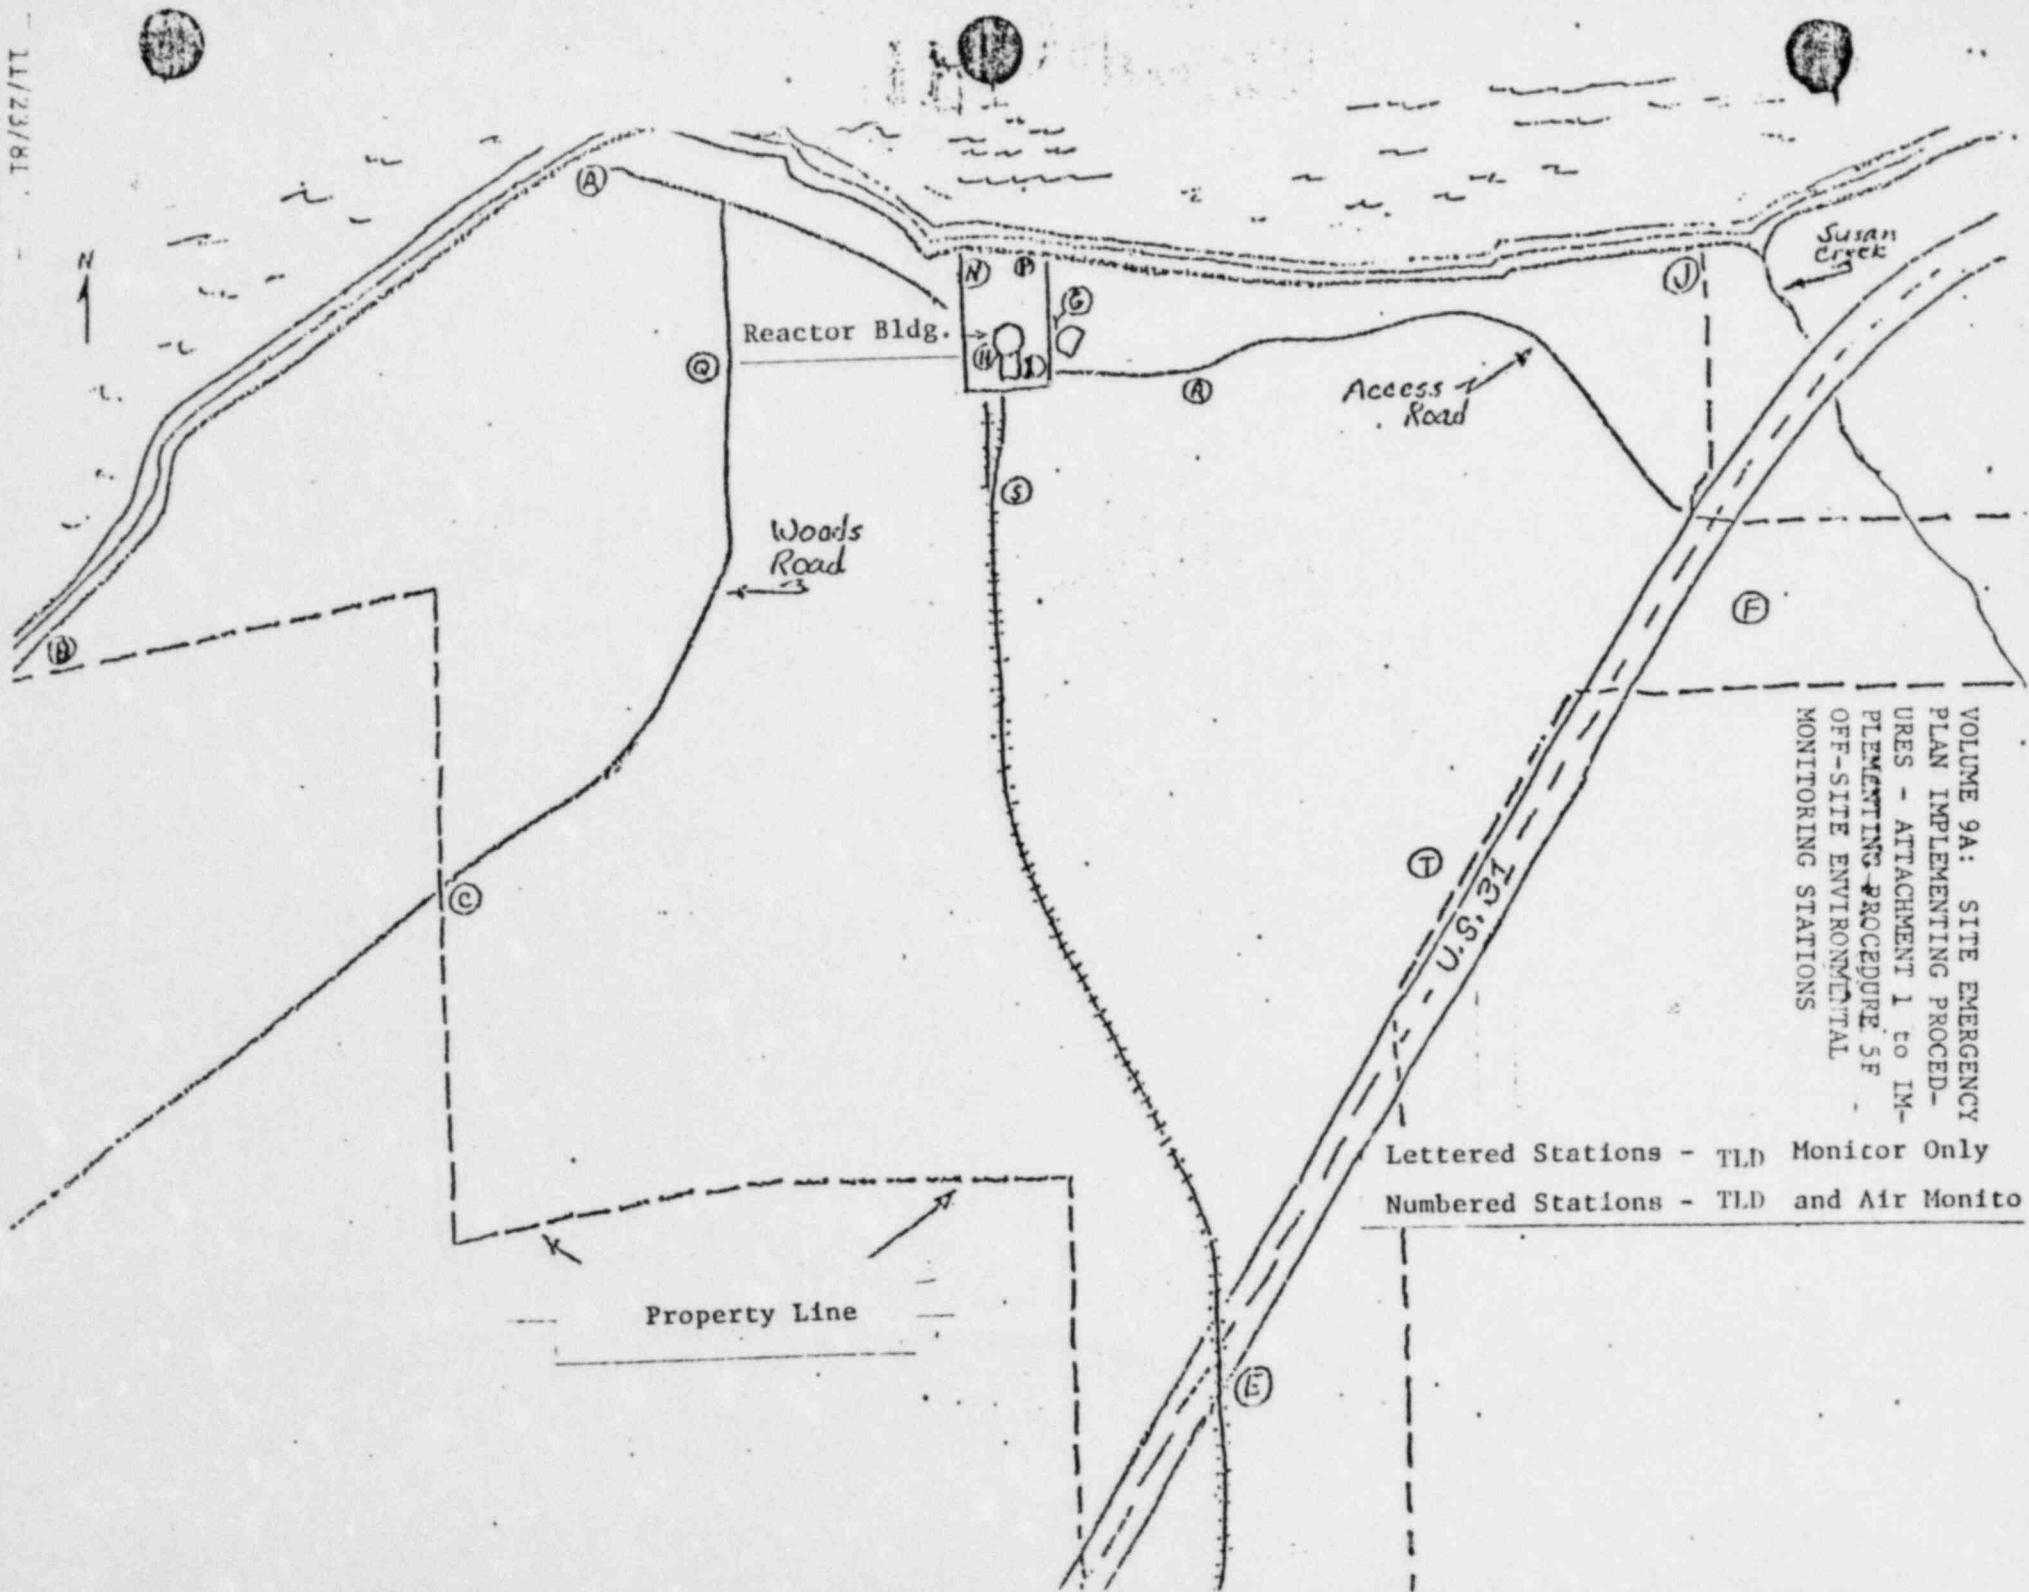 11/23/81
N
A
Susan
Creek
N
J
G
Reactor Bldg.
H
Q
A
Access
Road
S
Woods
Road
F
VOLUME 9A: SITE EMERGENCY
PLAN IMPLEMENTING PROCED-
URES - ATTACHMENT 1 to IM-
PLEMENTING PROCEDURE 5F
OFF-SITE ENVIRONMENTAL
MONITORING STATIONS
T
C
U.S. 31
Lettered Stations - TLD Monitor Only
Numbered Stations - TLD and Air Monito
Property Line
E